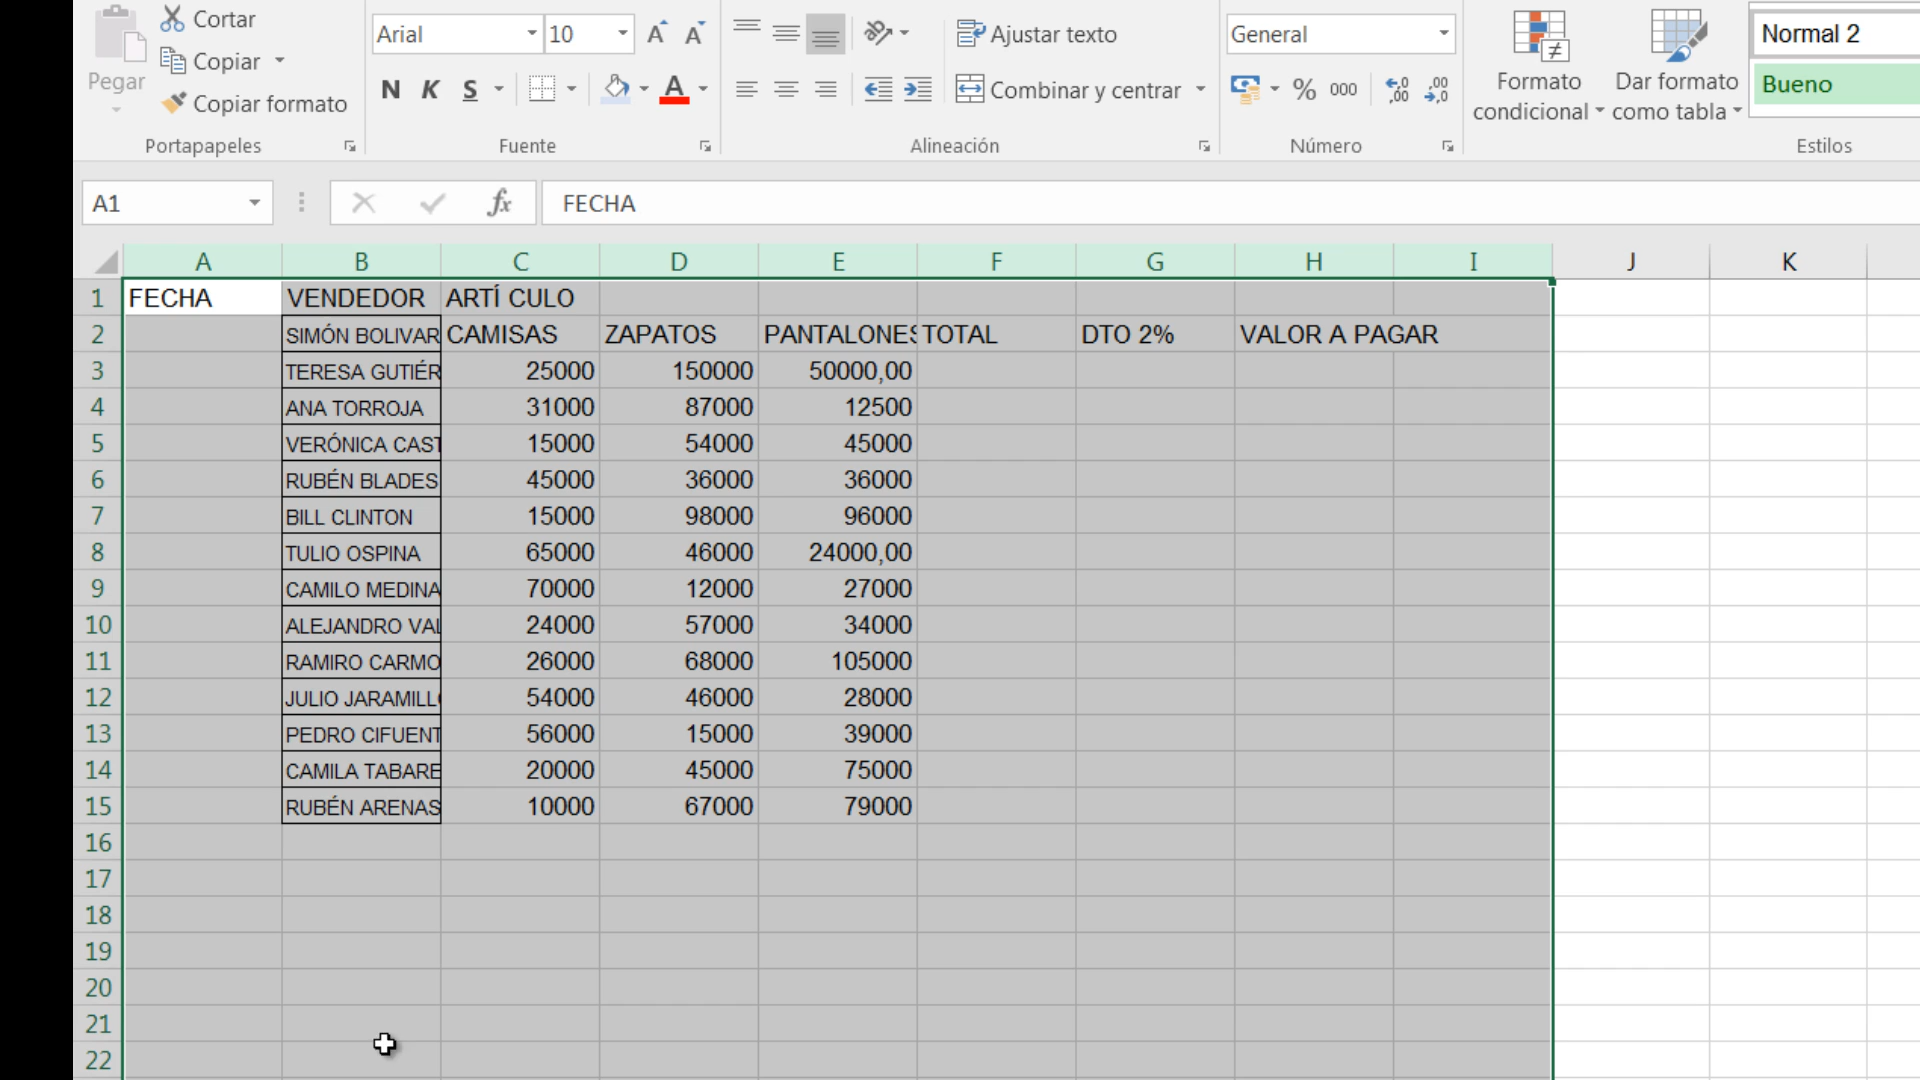 Cortar
Copiar
Pegar
Copiar formato
Portapapeles
Arial
10
N K S
A
Fuente
Ajustar texto
Combinar y centrar
Alineación
General
% 000
Número
Formato condicional
Dar formato como tabla
Normal 2
Bueno
Estilos
A1
fx
FECHA
A B C D E F G H I J K
1 FECHA VENDEDOR ARTÍ CULO
2 SIMÓN BOLIVAR CAMISAS ZAPATOS PANTALONES TOTAL DTO 2% VALOR A PAGAR
3 TERESA GUTIÉR 25000 150000 50000,00
4 ANA TORROJA 31000 87000 12500
5 VERÓNICA CAST 15000 54000 45000
6 RUBÉN BLADES 45000 36000 36000
7 BILL CLINTON 15000 98000 96000
8 TULIO OSPINA 65000 46000 24000,00
9 CAMILO MEDINA 70000 12000 27000
10 ALEJANDRO VAL 24000 57000 34000
11 RAMIRO CARMO 26000 68000 105000
12 JULIO JARAMILLO 54000 46000 28000
13 PEDRO CIFUENT 56000 15000 39000
14 CAMILA TABARE 20000 45000 75000
15 RUBÉN ARENAS 10000 67000 79000
16
17
18
19
20
21
22